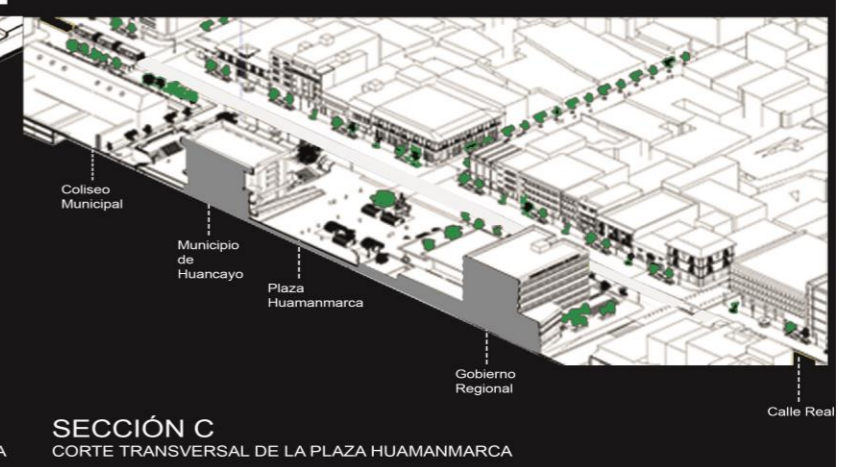 Coliseo
Municipal
Municipio
de
Huancayo
Plaza
Huamanmarca
Gobierno
Regional
Calle Real
A
SECCIÓN C
CORTE TRANSVERSAL DE LA PLAZA HUAMANMARCA